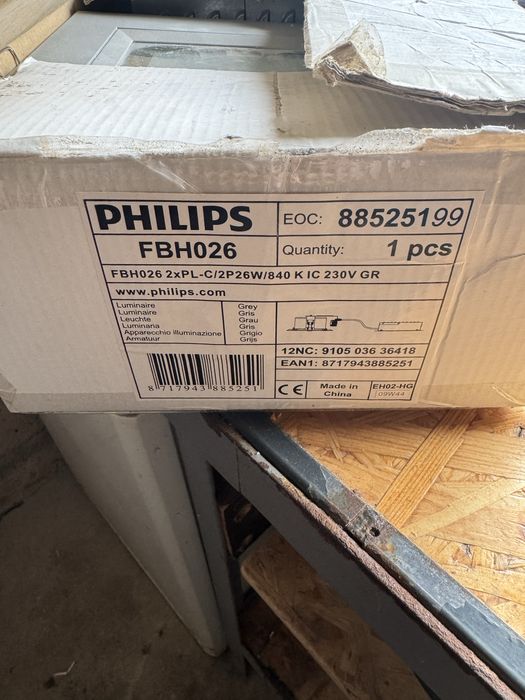 PHILIPS
FBH026
EOC: 88525199
Quantity: 1 pcs
FBH026 2xPL-C/2P26W/840 K IC 230V GR
www.philips.com
Luminaire Grey
Luminaire Gris
Leuchte Grau
Luminaria Gris
Apparecchio Illuminazione Grigio
Armatuur Grijs
12NC: 9105 036 36418
EAN1: 8717943885251
8 717943 885251
CE
Made in
China
EH02-HG
09W44